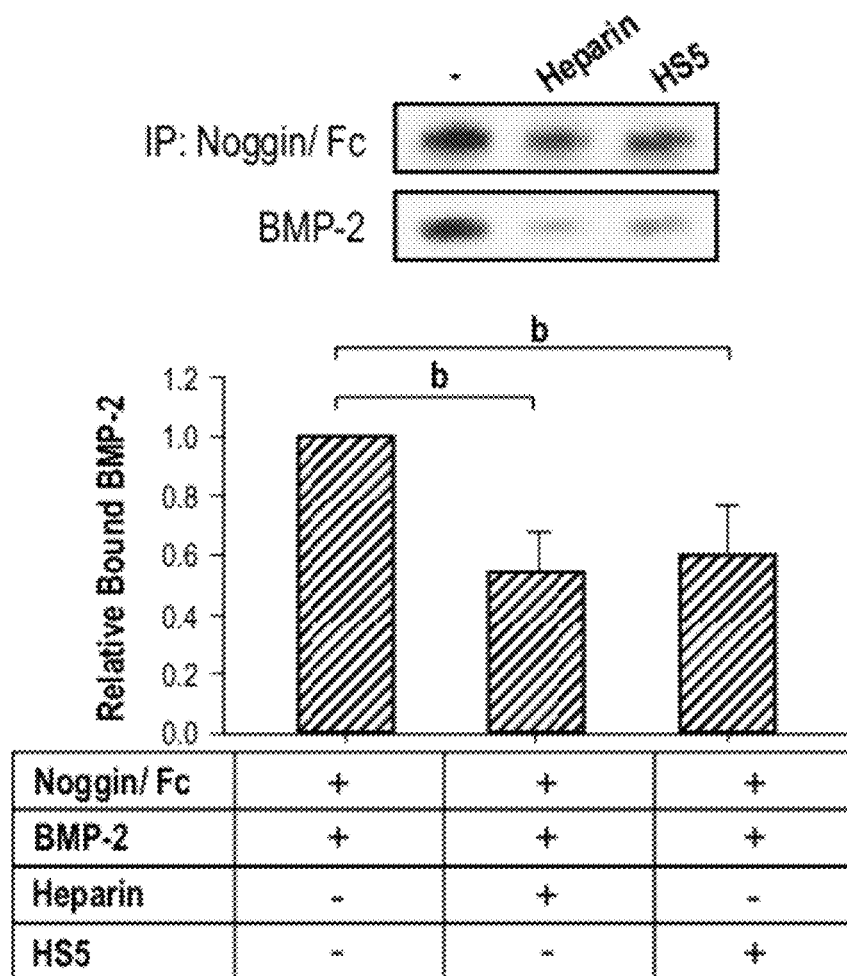 - Heparin HS5
IP: Noggin/ Fc
BMP-2
b
b
Relative Bound BMP-2
1.2
1.0
0.8
0.6
0.4
0.2
0.0
Noggin/ Fc + + +
BMP-2 + + +
Heparin - + -
HS5 - - +